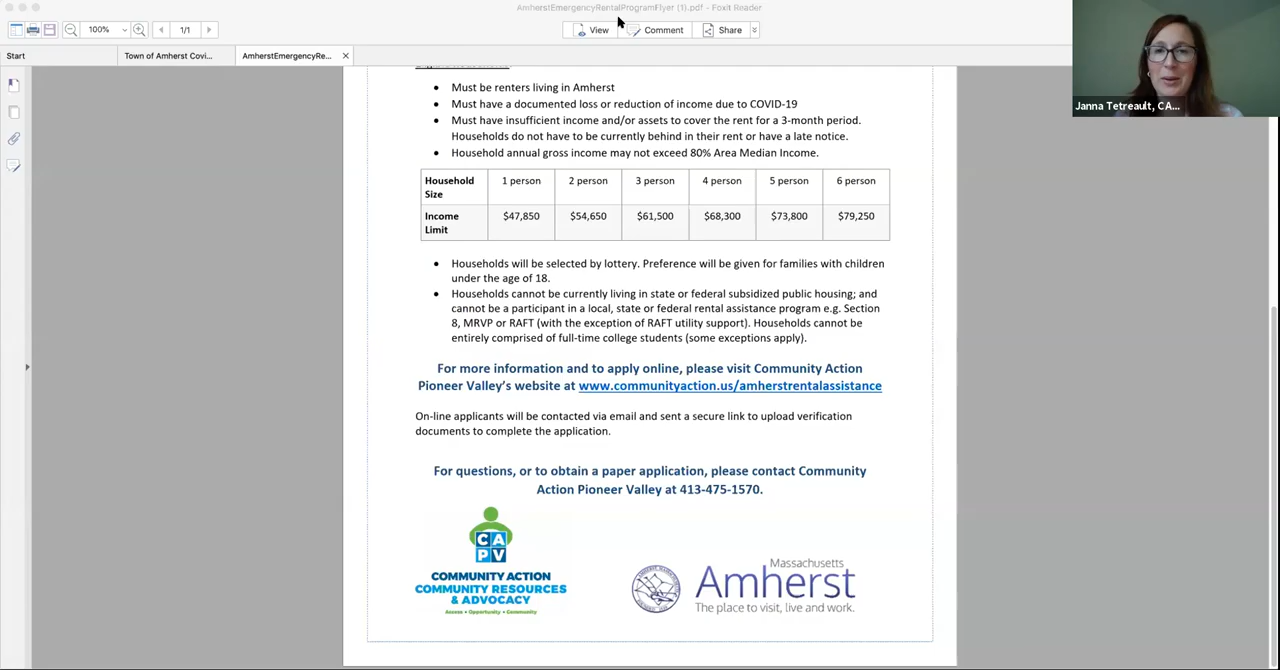 AmherstEmergencyRentalProgramFlyer (1).pdf - Foxit Reader
100%
1/1
View
Comment
Share
Start
Town of Amherst Covi...
AmherstEmergencyRe...
Janna Tetreault, CA...
• Must be renters living in Amherst
• Must have a documented loss or reduction of income due to COVID-19
• Must have insufficient income and/or assets to cover the rent for a 3-month period.
Households do not have to be currently behind in their rent or have a late notice.
• Household annual gross income may not exceed 80% Area Median Income.
Household Size 1 person 2 person 3 person 4 person 5 person 6 person
Income Limit $47,850 $54,650 $61,500 $68,300 $73,800 $79,250
• Households will be selected by lottery. Preference will be given for families with children
under the age of 18.
• Households cannot be currently living in state or federal subsidized public housing; and
cannot be a participant in a local, state or federal rental assistance program e.g. Section
8, MRVP or RAFT (with the exception of RAFT utility support). Households cannot be
entirely comprised of full-time college students (some exceptions apply).
For more information and to apply online, please visit Community Action
Pioneer Valley's website at www.communityaction.us/amherstrentalassistance
On-line applicants will be contacted via email and sent a secure link to upload verification
documents to complete the application.
For questions, or to obtain a paper application, please contact Community
Action Pioneer Valley at 413-475-1570.
CA
PV
COMMUNITY ACTION
COMMUNITY RESOURCES
& ADVOCACY
Access • Opportunity • Community
Massachusetts
Amherst
The place to visit, live and work.